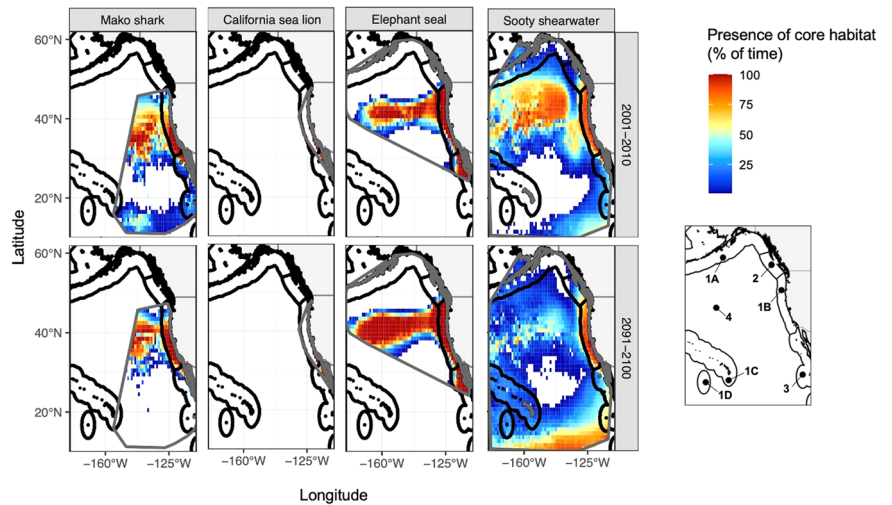 Mako shark
California sea lion
Elephant seal
Sooty shearwater
Presence of core habitat
(% of time)
100
75
50
25
60°N
40°N
20°N
2001−2010
Latitude
60°N
40°N
20°N
2091−2100
−160°W −125°W
−160°W −125°W
−160°W −125°W
−160°W −125°W
Longitude
1A
2
1B
4
1C
1D
3